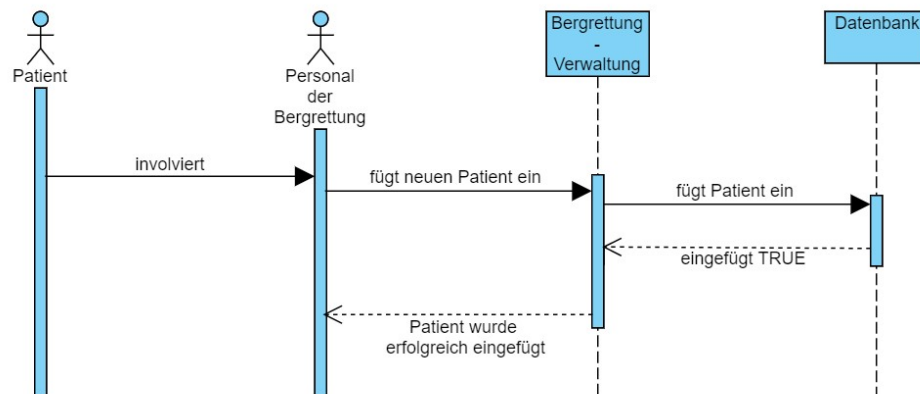 Patient
Personal
der
Bergrettung
Bergrettung
-
Verwaltung
Datenbank
involviert
fügt neuen Patient ein
fügt Patient ein
eingefügt TRUE
Patient wurde
erfolgreich eingefügt